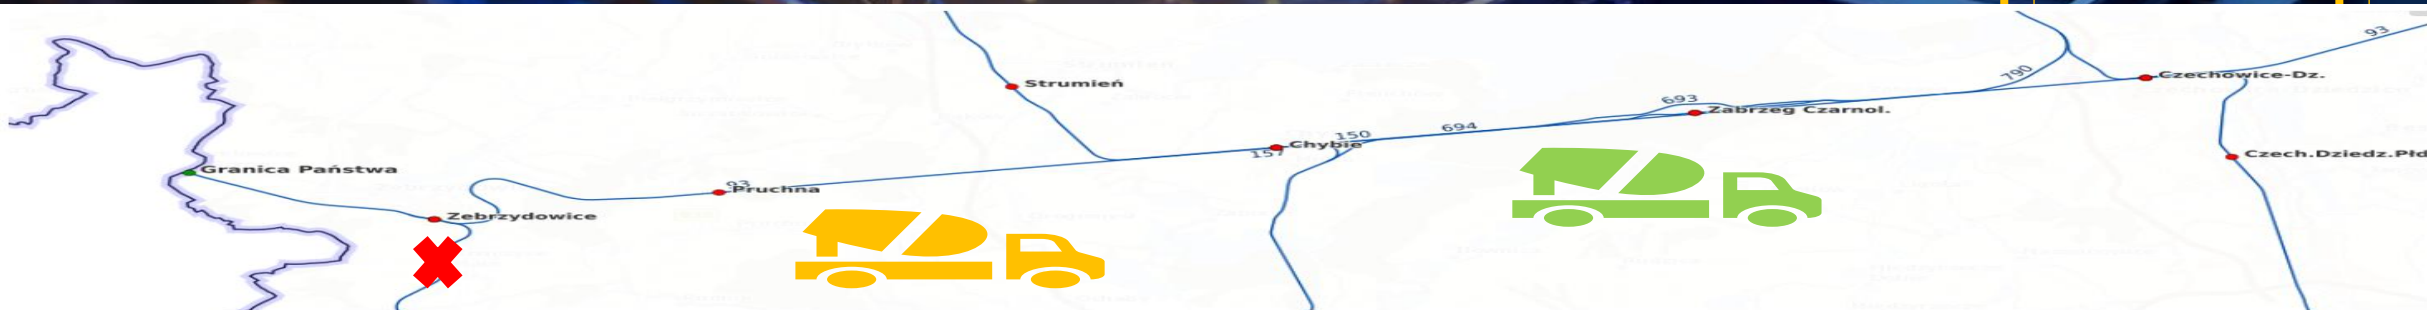 93
Strumień
790
Czechowice-Dz.
693
Zabrzeg Czarnol.
150
694
Chybie
157
Czech.Dziedz.Płd
Granica Państwa
93
Pruchna
Zebrzydowice